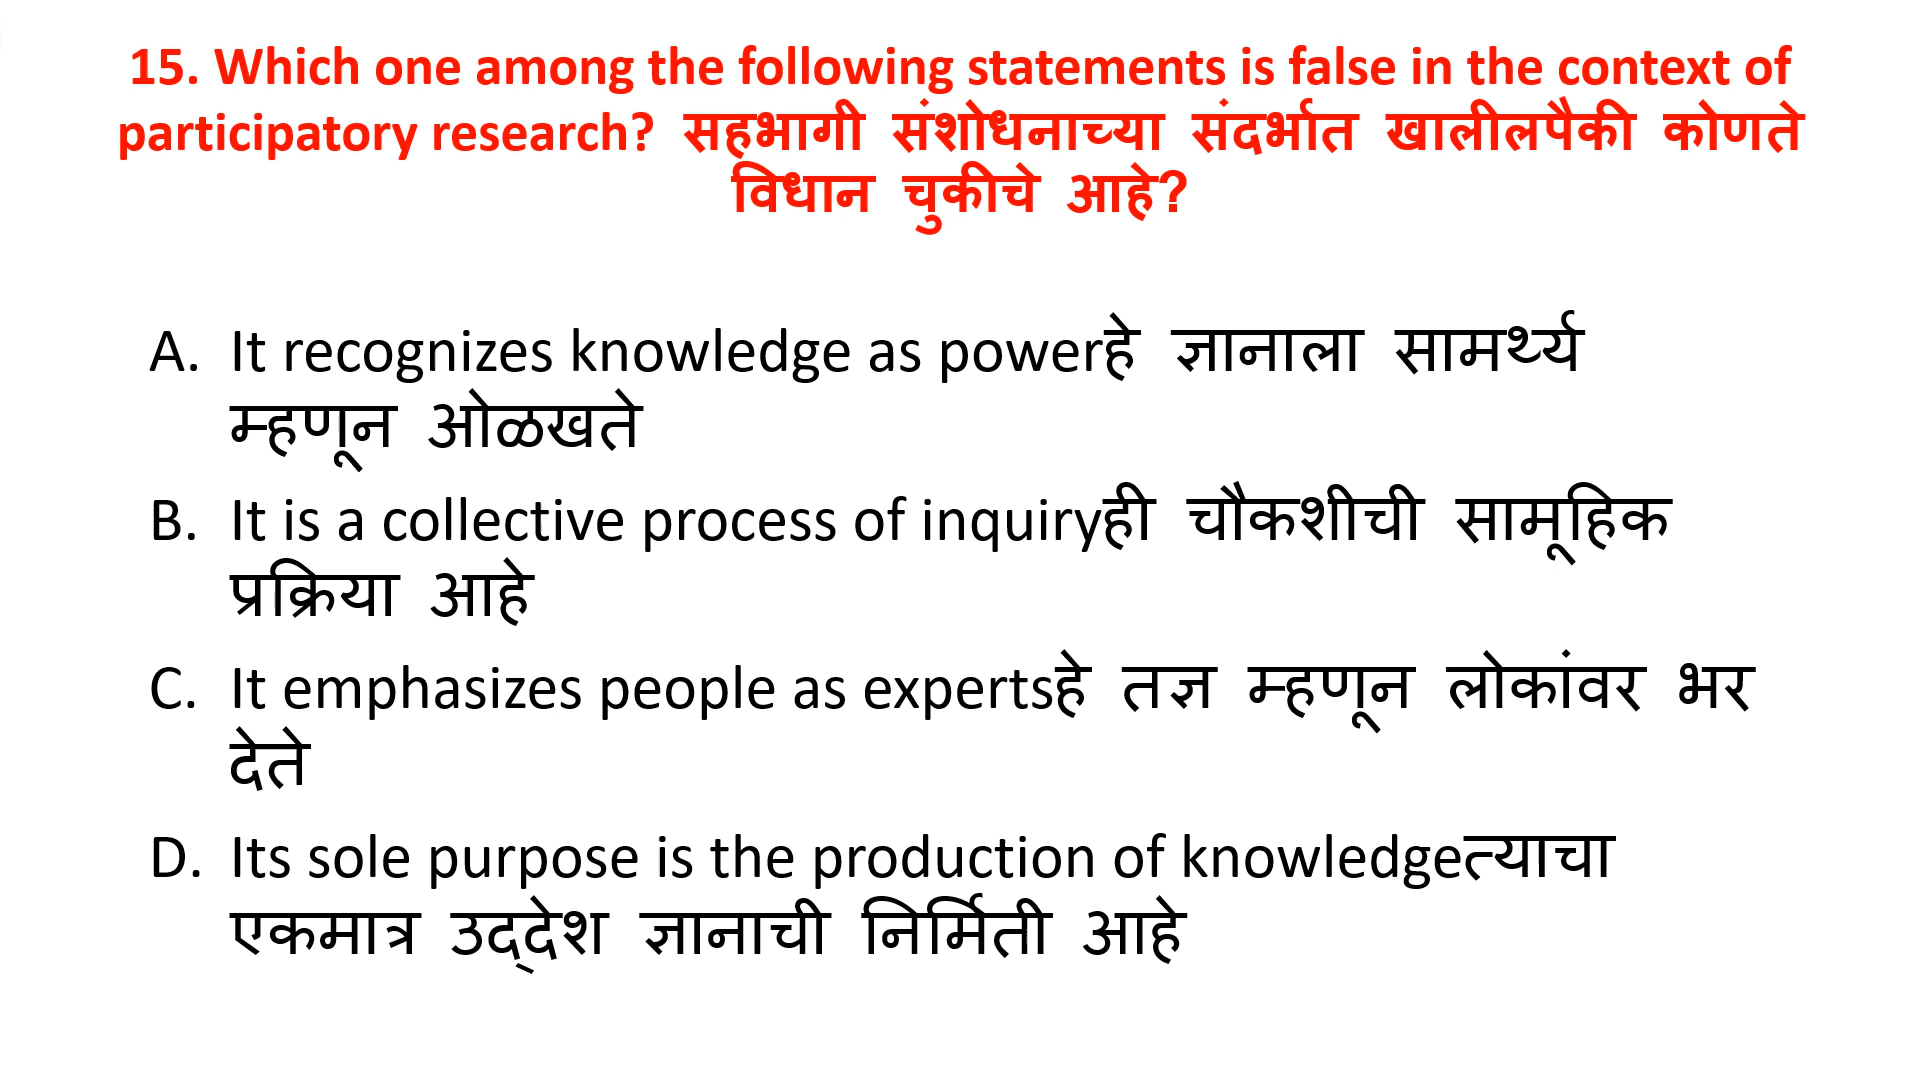 15. Which one among the following statements is false in the context of
participatory research? सहभागी संशोधनाच्या संदर्भात खालीलपैकी कोणते
विधान चुकीचे आहे?
A. It recognizes knowledge as powerहे ज्ञानाला सामर्थ्य
म्हणून ओळखते
B. It is a collective process of inquiryही चौकशीची सामूहिक
प्रक्रिया आहे
C. It emphasizes people as expertsहे तज्ञ म्हणून लोकांवर भर
देते
D. Its sole purpose is the production of knowledgeत्याचा
एकमात्र उद्देश ज्ञानाची निर्मिती आहे